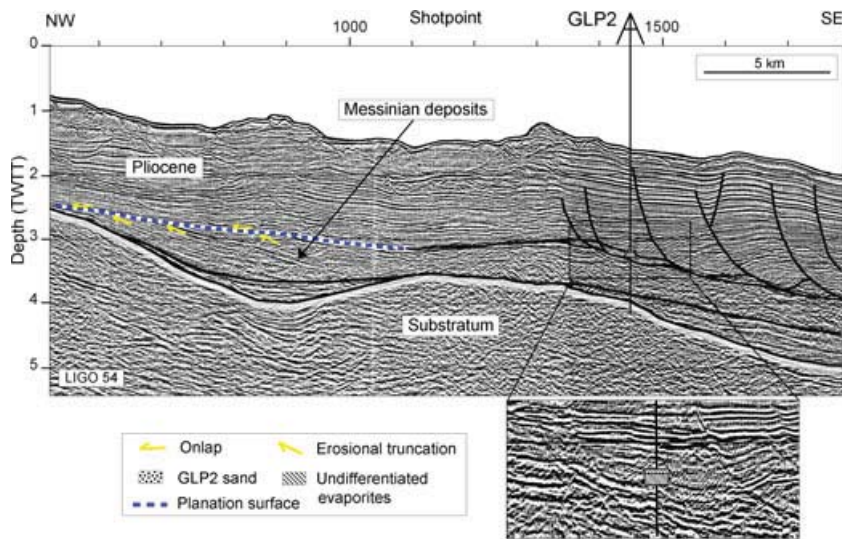 NW
1000
Shotpoint
GLP2
1500
SE
0
5 km
1
Messinian deposits
Pliocene
2
Depth (TWTT)
3
4
Substratum
5
LIGO 54
Onlap
Erosional truncation
GLP2 sand
Undifferentiated
evaporites
Planation surface